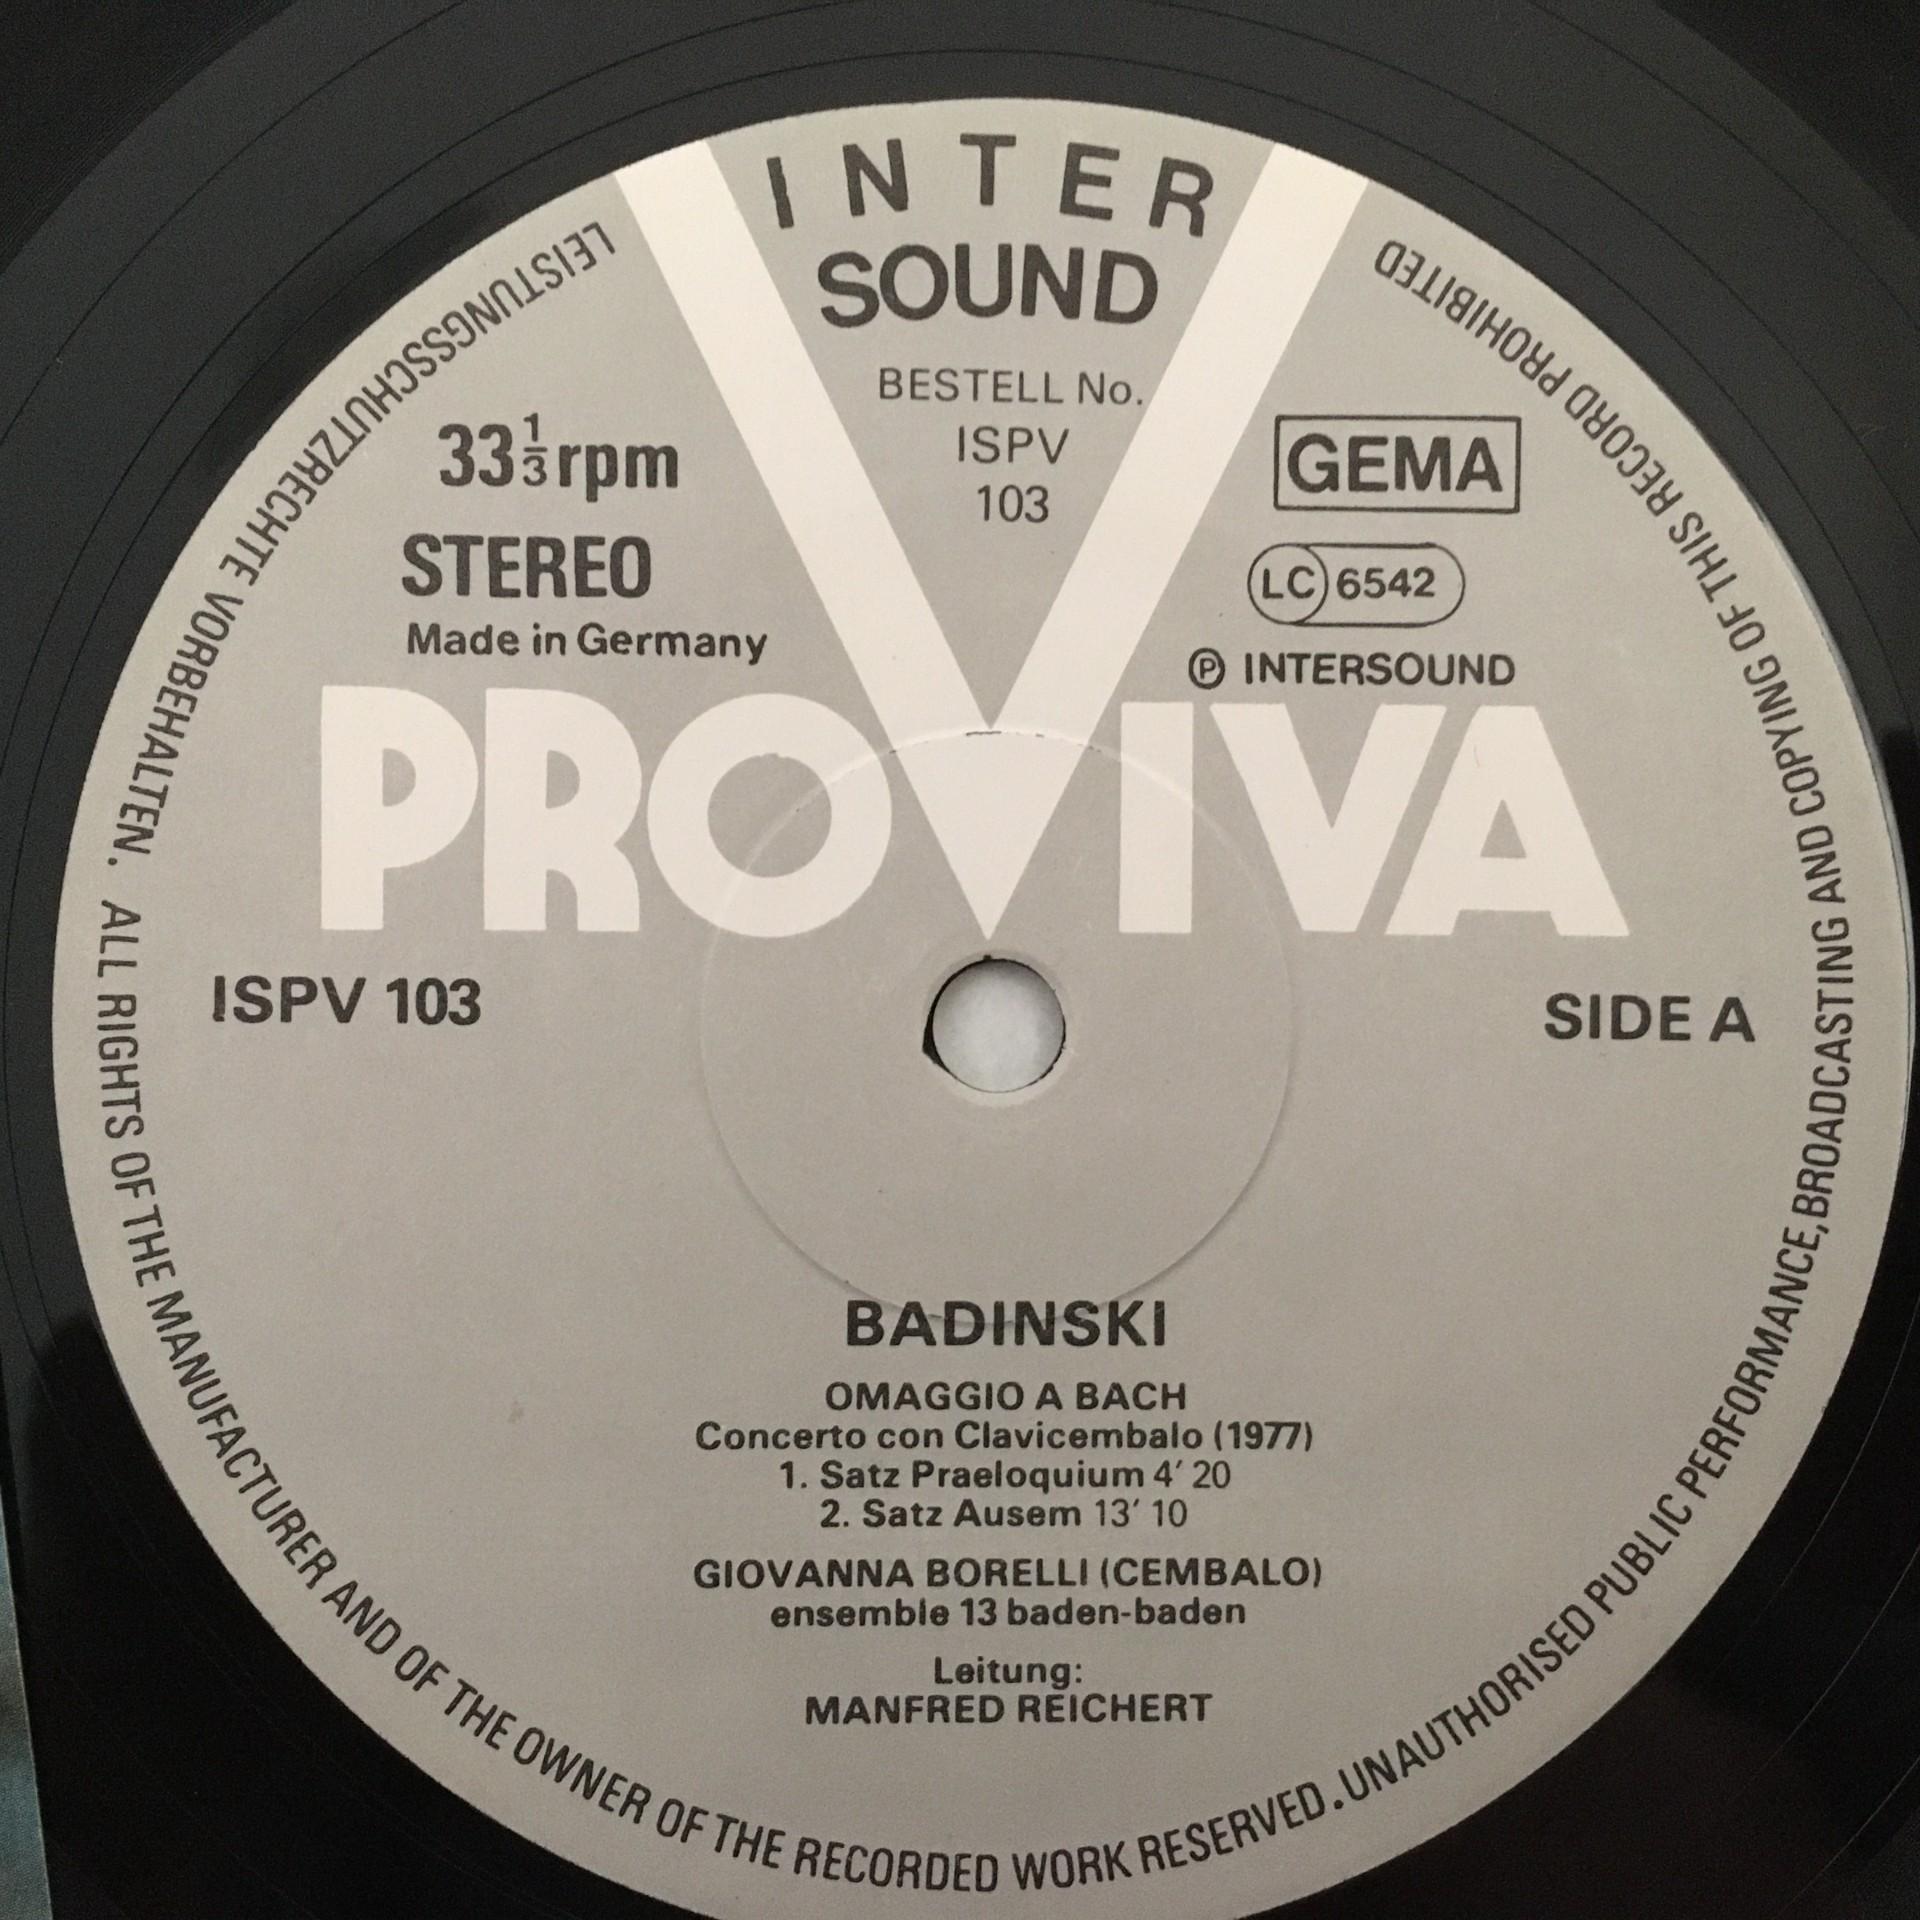 INTER
SOUND
BESTELL No.
ISPV
103
33 1/3 rpm
STEREO
Made in Germany
GEMA
LC 6542
℗ INTERSOUND
PROVIVA
ISPV 103
SIDE A
BADINSKI
OMAGGIO A BACH
Concerto con Clavicembalo (1977)
1. Satz Praeloquium 4′ 20
2. Satz Ausem 13′ 10
GIOVANNA BORELLI (CEMBALO)
ensemble 13 baden-baden
Leitung:
MANFRED REICHERT
LEISTUNGSSCHUTZRECHTE VORBEHALTEN. ALL RIGHTS OF THE MANUFACTURER AND OF THE OWNER OF THE RECORDED WORK RESERVED. UNAUTHORISED PUBLIC PERFORMANCE, BROADCASTING AND COPYING OF THIS RECORD PROHIBITED